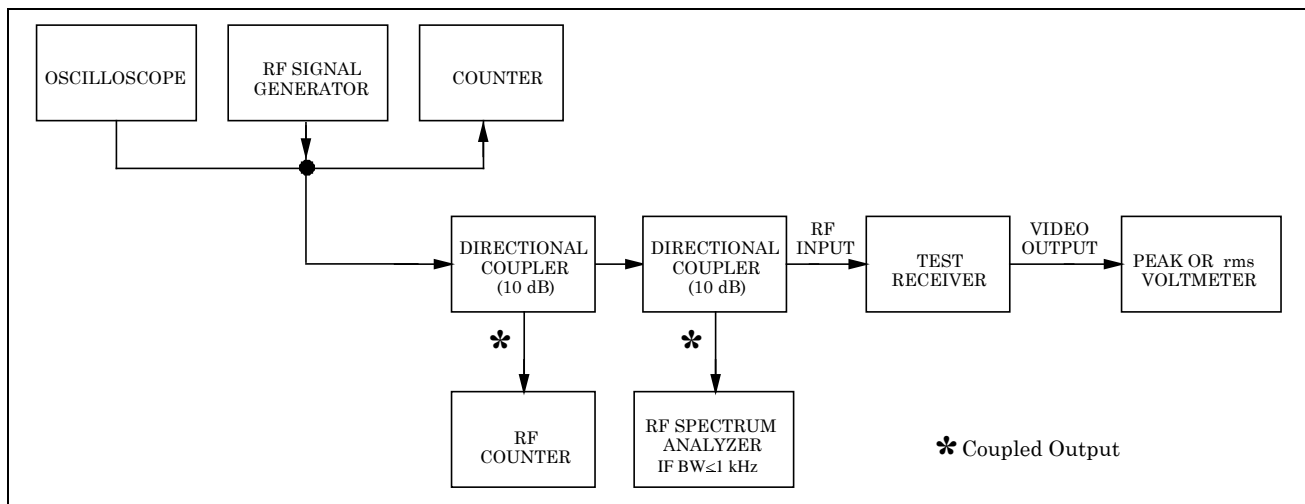 OSCILLOSCOPE
RF SIGNAL
GENERATOR
COUNTER
DIRECTIONAL
COUPLER
(10 dB)
DIRECTIONAL
COUPLER
(10 dB)
RF
INPUT
TEST
RECEIVER
VIDEO
OUTPUT
PEAK OR rms
VOLTMETER
*
*
RF
COUNTER
RF SPECTRUM
ANALYZER
IF BW≤1 kHz
* Coupled Output